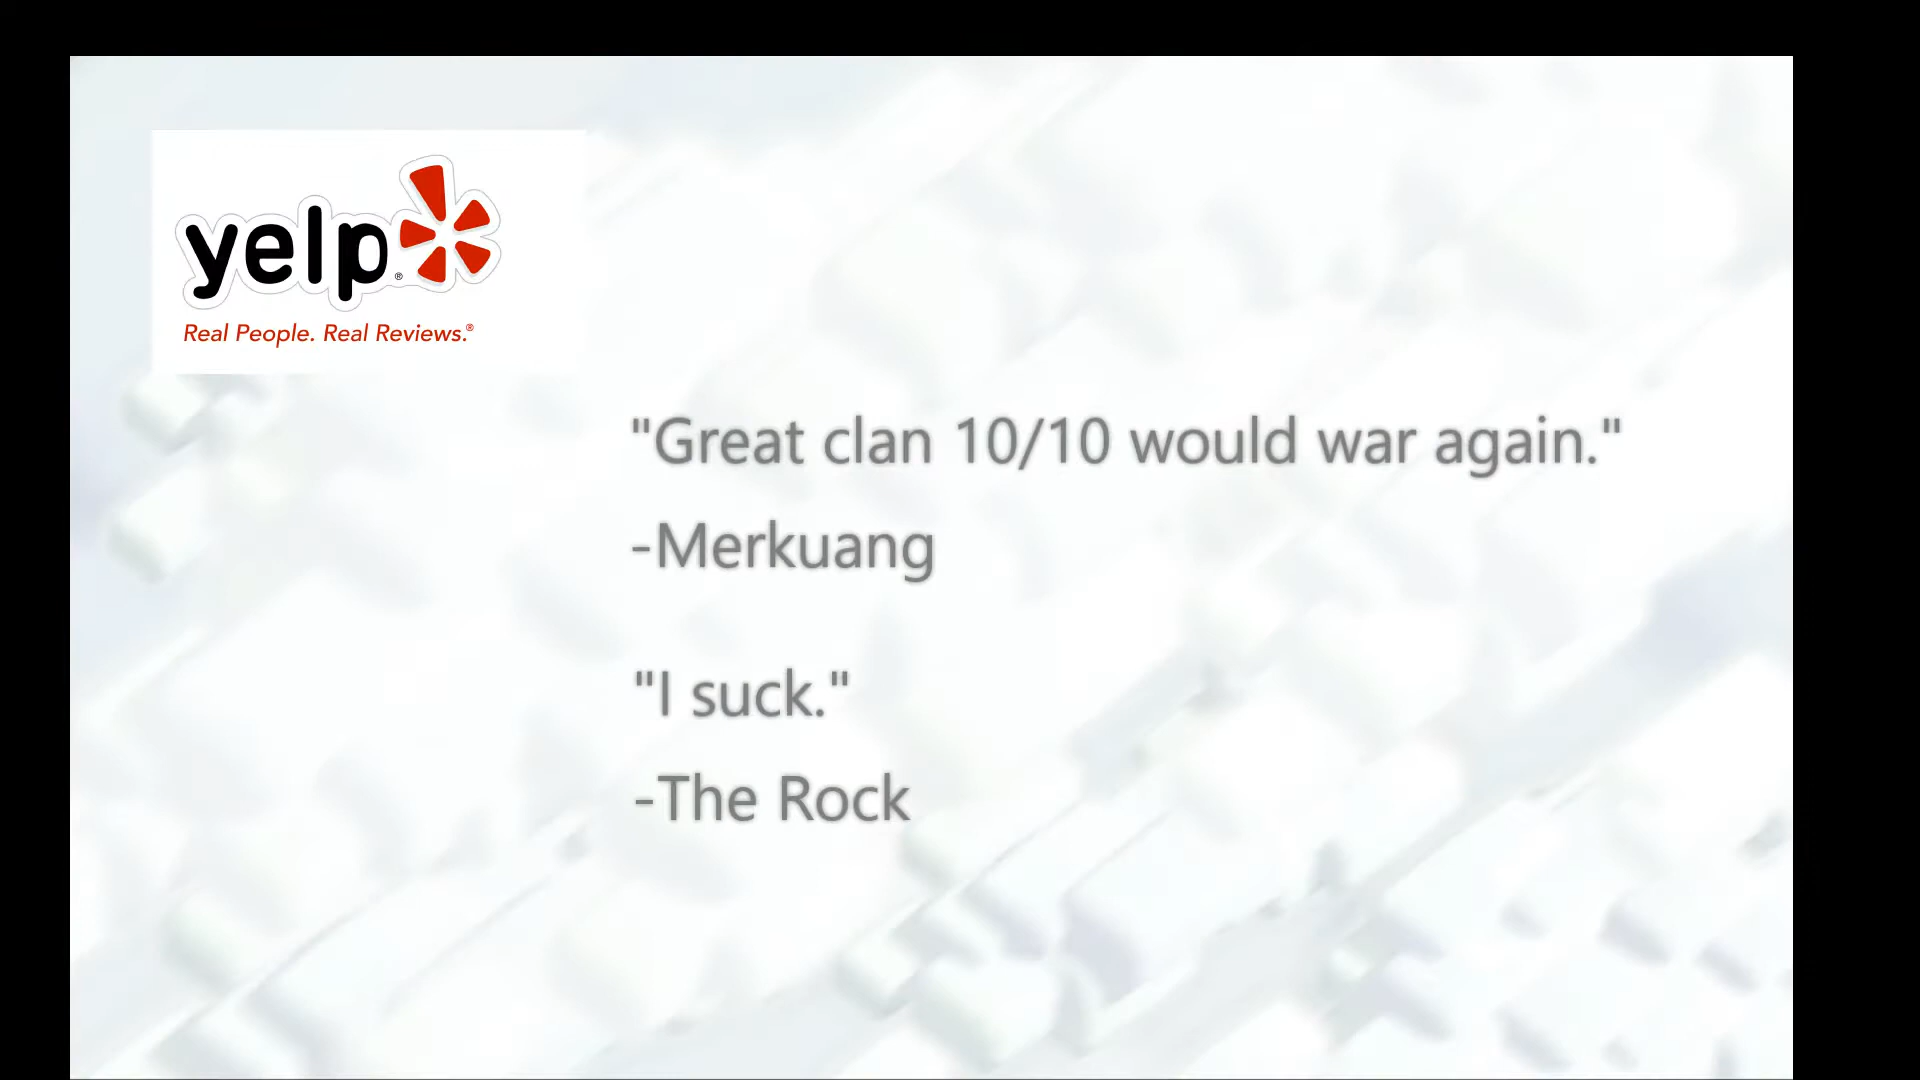 yelp®
Real People. Real Reviews.®
"Great clan 10/10 would war again."
-Merkuang
"I suck."
-The Rock